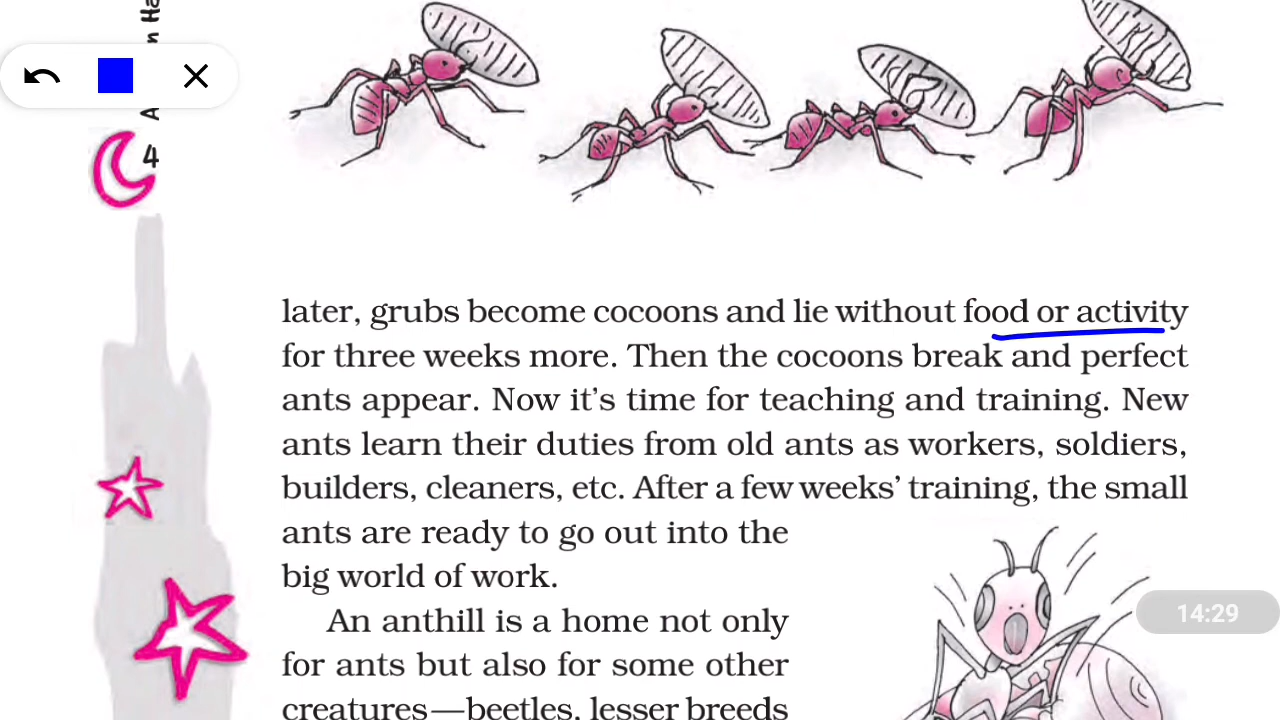 4
later, grubs become cocoons and lie without food or activity
for three weeks more. Then the cocoons break and perfect
ants appear. Now it's time for teaching and training. New
ants learn their duties from old ants as workers, soldiers,
builders, cleaners, etc. After a few weeks' training, the small
ants are ready to go out into the
big world of work.
An anthill is a home not only
for ants but also for some other
creatures—beetles, lesser breeds
14:29